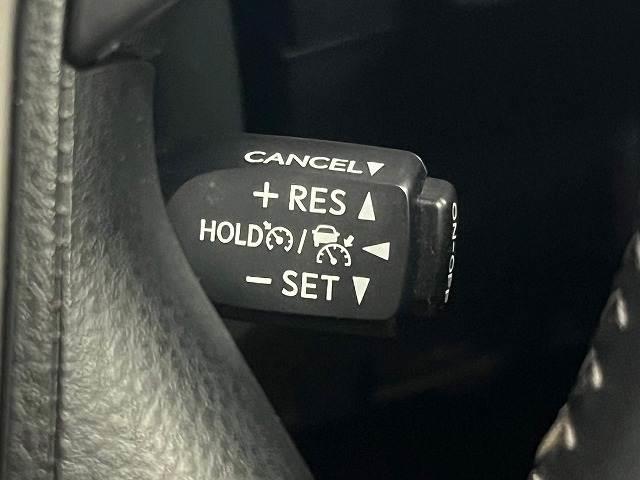 CANCEL▼
+ RES ▲
HOLD / ◀
− SET ▼
ON-OFF